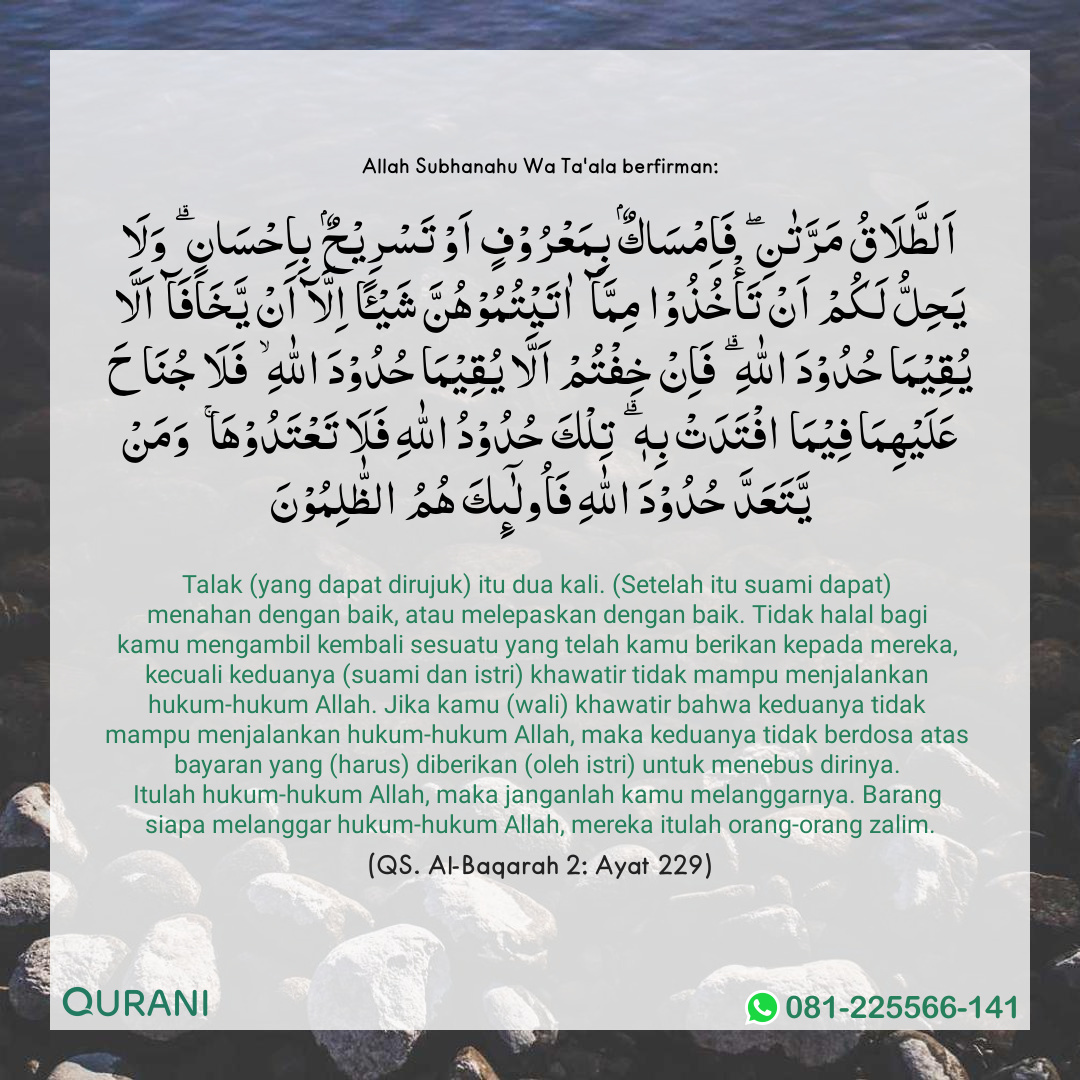 Allah Subhanahu Wa Ta'ala berfirman:
اَلطَّلَاقُ مَرَّتٰنِ ۖ فَاِمْسَاكٌۢ بِمَعْرُوْفٍ اَوْ تَسْرِيْحٌۢ بِاِحْسَانٍ ۗ وَلَا
يَحِلُّ لَـكُمْ اَنْ تَأْخُذُوْا مِمَّاۤ اٰتَيْتُمُوْهُنَّ شَيْـئًا اِلَّاۤ اَنْ يَّخَافَاۤ اَ لَّا
يُقِيْمَا حُدُوْدَ اللّٰهِ ۗ فَاِنْ خِفْتُمْ اَ لَّا يُقِيْمَا حُدُوْدَ اللّٰهِ ۙ فَلَا جُنَاحَ
عَلَيْهِمَا فِيْمَا افْتَدَتْ بِهٖ ۗ تِلْكَ حُدُوْدُ اللّٰهِ فَلَا تَعْتَدُوْهَا ۚ وَمَنْ
يَّتَعَدَّ حُدُوْدَ اللّٰهِ فَاُولٰٓئِكَ هُمُ الظّٰلِمُوْنَ
Talak (yang dapat dirujuk) itu dua kali. (Setelah itu suami dapat)
menahan dengan baik, atau melepaskan dengan baik. Tidak halal bagi
kamu mengambil kembali sesuatu yang telah kamu berikan kepada mereka,
kecuali keduanya (suami dan istri) khawatir tidak mampu menjalankan
hukum-hukum Allah. Jika kamu (wali) khawatir bahwa keduanya tidak
mampu menjalankan hukum-hukum Allah, maka keduanya tidak berdosa atas
bayaran yang (harus) diberikan (oleh istri) untuk menebus dirinya.
Itulah hukum-hukum Allah, maka janganlah kamu melanggarnya. Barang
siapa melanggar hukum-hukum Allah, mereka itulah orang-orang zalim.
(QS. Al-Baqarah 2: Ayat 229)
QURANI
081-225566-141